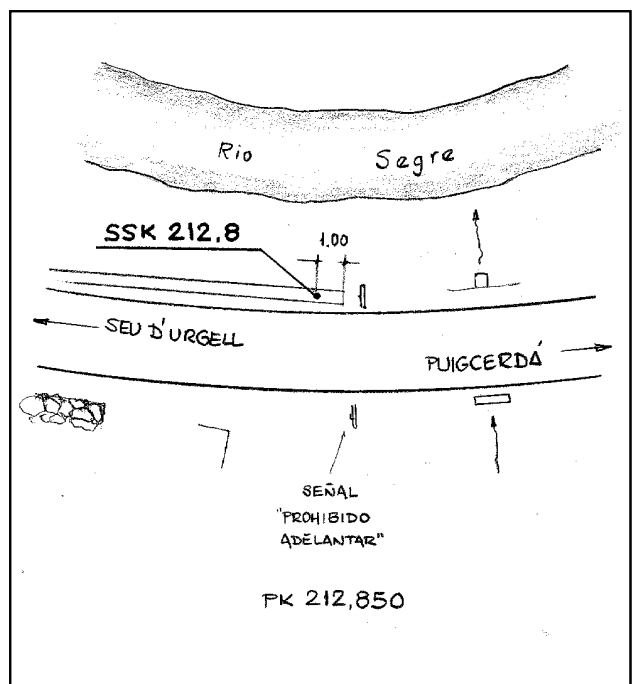 Rio Segre
SSK 212.8
1.00
SEU D'URGELL
PUIGCERDÁ
SEÑAL
"PROHIBIDO
ADELANTAR"
PK 212,850